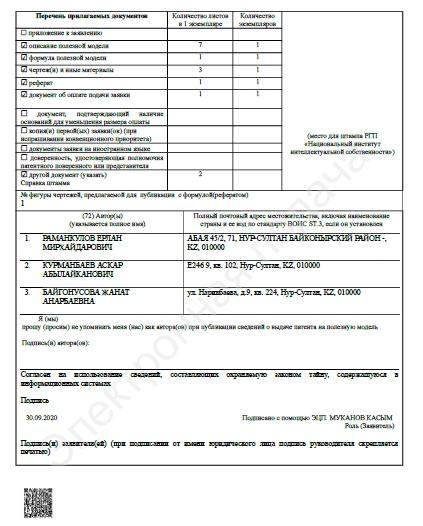 Перечень прилагаемых документов
Количество листов в 1 экземпляре
Количество экземпляров
☐ приложение к заявлению
☑ описание полезной модели 7 1
☑ формула полезной модели 1 1
☑ чертеж(и) и иные материалы 3 1
☑ реферат 1 1
☑ документ об оплате подачи заявки 1 1
☐ документ, подтверждающий наличие
оснований для уменьшения размера оплаты
☐ копия(и) первой(ых) заявки(ок) (при
испрашивании конвенционного приоритета)
☐ документы заявки на иностранном языке
☐ доверенность, удостоверяющая полномочия
патентного поверенного или представителя
☑ другой документ (указать) 2
Справка штамма
(место для штампа РГП
«Национальный институт
интеллектуальной собственности»)
№ фигуры чертежей, предлагаемой для публикации с формулой(рефератом)
1
(72) Автор(ы)
(указывается полное имя)
Полный почтовый адрес местожительства, включая наименование
страны и ее код по стандарту ВОИС ST.3, если он установлен
1. РАМАНКУЛОВ ЕРЛАН
МИРХАЙДАРОВИЧ
АБАЯ 45/2, 71, НУР-СУЛТАН БАЙКОНЫРСКИЙ РАЙОН -,
KZ, 010000
2. КУРМАНБАЕВ АСКАР
АБЫЛАЙКАНОВИЧ
Е246 9, кв. 102, Нур-Султан, KZ, 010000
3. БАЙГОНУСОВА ЖАНАТ
АНАРБАЕВНА
ул. Нарикбаева, д.9, кв. 224, Нур-Султан, KZ, 010000
Я (мы)
прошу (просим) не упоминать меня (нас) как автора(ов) при публикации сведений о выдаче патента на полезную модель
Подпись(и) автора(ов):
Согласен на использование сведений, составляющих охраняемую законом тайну, содержащуюся в
информационных системах
Подпись
30.09.2020
Подписано с помощью ЭЦП. МУКАНОВ КАСЫМ
Роль (Заявитель)
Подпись(и) заявителя(ей) (при подписании от имени юридического лица подпись руководителя скрепляется
печатью)
Электронная подача